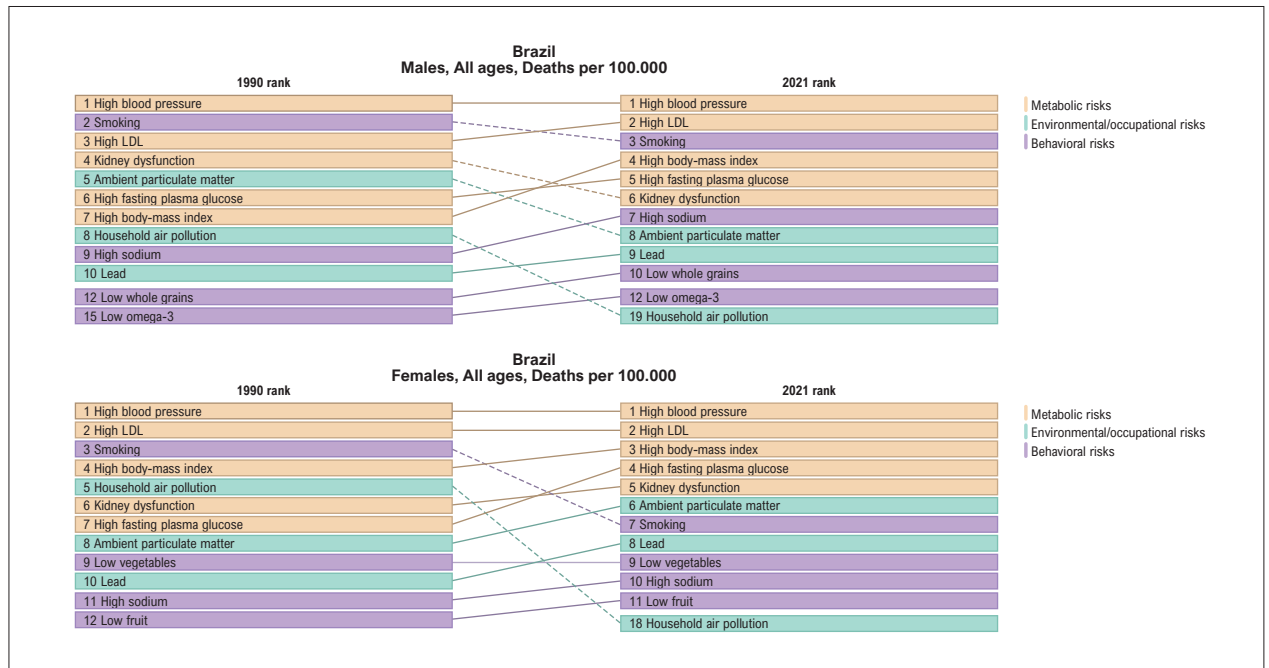 Brazil
Males, All ages, Deaths per 100.000
1990 rank
2021 rank
1 High blood pressure
1 High blood pressure
Metabolic risks
2 Smoking
2 High LDL
Environmental/occupational risks
3 High LDL
3 Smoking
Behavioral risks
4 Kidney dysfunction
4 High body-mass index
5 Ambient particulate matter
5 High fasting plasma glucose
6 High fasting plasma glucose
6 Kidney dysfunction
7 High body-mass index
7 High sodium
8 Household air pollution
8 Ambient particulate matter
9 High sodium
9 Lead
10 Lead
10 Low whole grains
12 Low whole grains
12 Low omega-3
15 Low omega-3
19 Household air pollution
Brazil
Females, All ages, Deaths per 100.000
1990 rank
2021 rank
1 High blood pressure
1 High blood pressure
Metabolic risks
2 High LDL
2 High LDL
Environmental/occupational risks
3 Smoking
3 High body-mass index
Behavioral risks
4 High body-mass index
4 High fasting plasma glucose
5 Household air pollution
5 Kidney dysfunction
6 Kidney dysfunction
6 Ambient particulate matter
7 High fasting plasma glucose
7 Smoking
8 Ambient particulate matter
8 Lead
9 Low vegetables
9 Low vegetables
10 Lead
10 High sodium
11 High sodium
11 Low fruit
12 Low fruit
18 Household air pollution